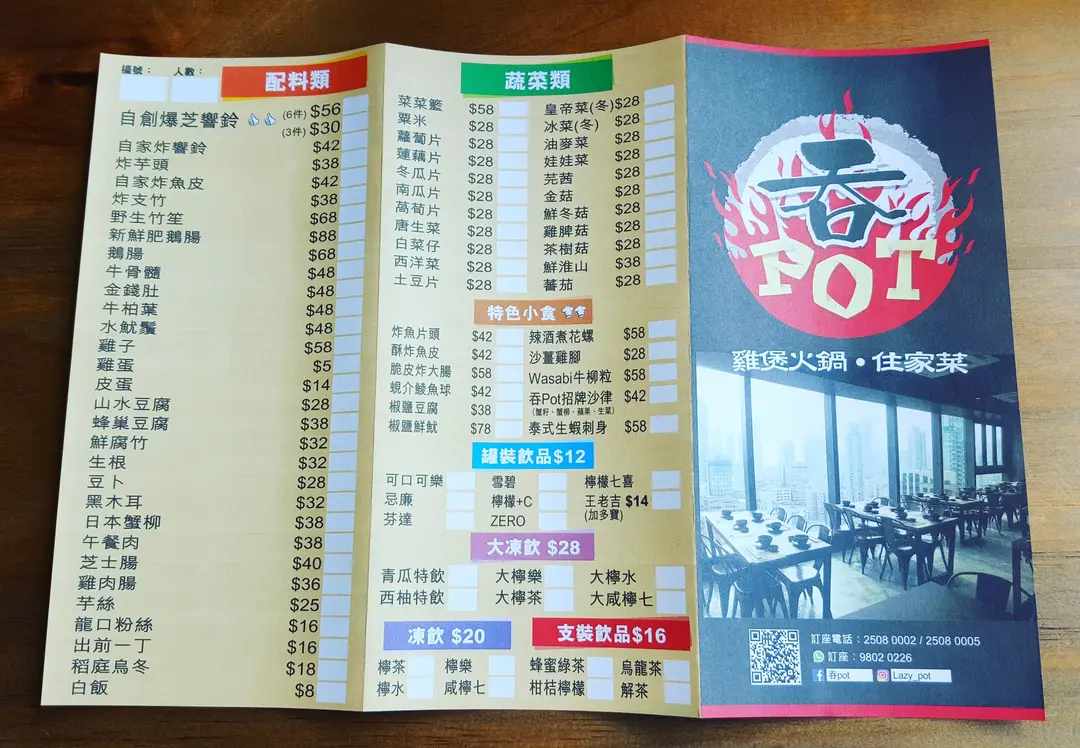 檯號： 人數：
配料類
自創爆芝響鈴 (6件) $56
(3件) $30
自家炸響鈴 $42
炸芋頭 $38
自家炸魚皮 $42
炸支竹 $38
野生竹笙 $68
新鮮肥鵝腸 $88
鵝腸 $68
牛骨髓 $48
金錢肚 $48
牛柏葉 $48
水魷鬚 $48
雞子 $58
雞蛋 $5
皮蛋 $14
山水豆腐 $28
蜂巢豆腐 $38
鮮腐竹 $32
生根 $32
豆卜 $28
黑木耳 $32
日本蟹柳 $38
午餐肉 $38
芝士腸 $40
雞肉腸 $36
芋絲 $25
龍口粉絲 $16
出前一丁 $16
稻庭烏冬 $18
白飯 $8
蔬菜類
菜菜籃 $58 皇帝菜(冬) $28
粟米 $28 冰菜(冬) $28
蘿蔔片 $28 油麥菜 $28
蓮藕片 $28 娃娃菜 $28
冬瓜片 $28 芫茜 $28
南瓜片 $28 金菇 $28
萵筍片 $28 鮮冬菇 $28
唐生菜 $28 雞脾菇 $28
白菜仔 $28 茶樹菇 $28
西洋菜 $28 鮮淮山 $38
土豆片 $28 蕃茄 $28
特色小食
炸魚片頭 $42 辣酒煮花螺 $58
酥炸魚皮 $42 沙薑雞腳 $28
脆皮炸大腸 $58 Wasabi牛柳粒 $58
蜆介鯪魚球 $42 吞Pot招牌沙律 $42
(蟹籽、蟹柳、蘋果、生菜)
椒鹽豆腐 $38 泰式生蝦刺身 $58
椒鹽鮮魷 $78
罐裝飲品$12
可口可樂 雪碧 檸檬七喜
忌廉 檸檬+C 王老吉 $14
(加多寶)
芬達 ZERO
大凍飲 $28
青瓜特飲 大檸樂 大檸水
西柚特飲 大檸茶 大咸檸七
凍飲 $20
檸茶 檸樂
檸水 咸檸七
支裝飲品$16
蜂蜜綠茶 烏龍茶
柑桔檸檬 解茶
吞
POT
雞煲火鍋・住家菜
訂座電話：2508 0002 / 2508 0005
訂座：9802 0226
f 吞pot Lazy_pot